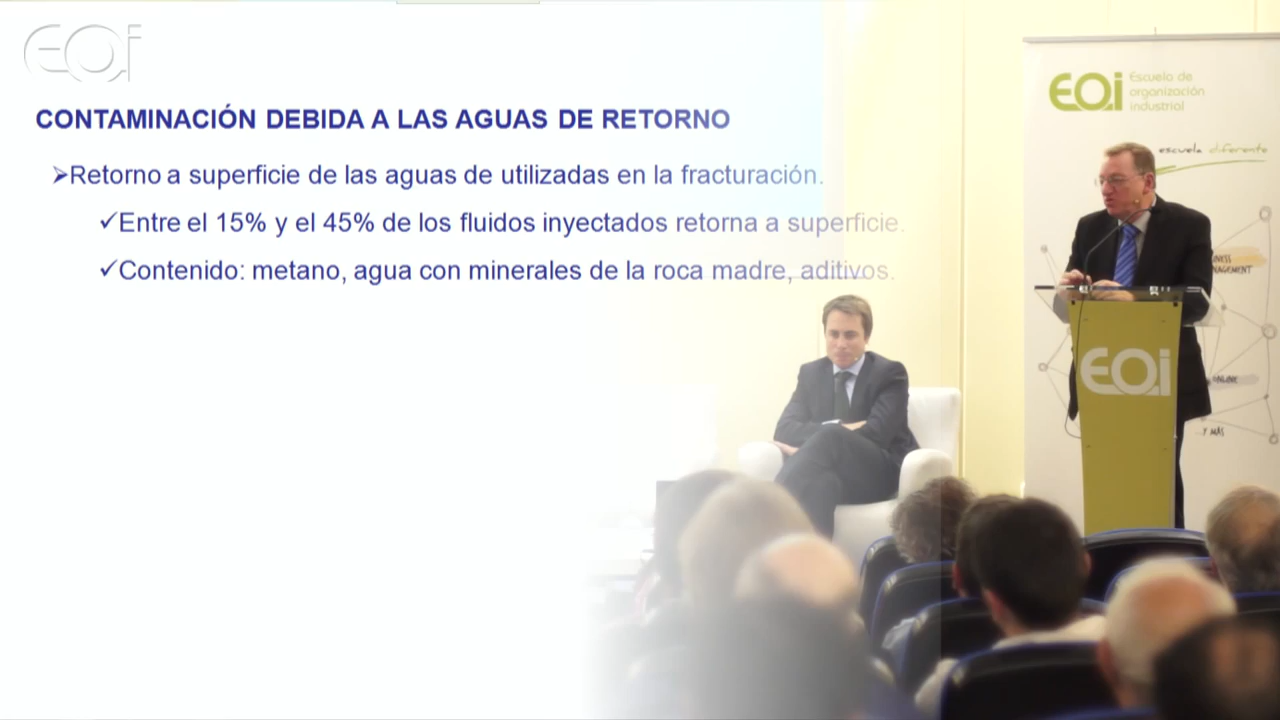 EOi
CONTAMINACIÓN DEBIDA A LAS AGUAS DE RETORNO
➢Retorno a superficie de las aguas de utilizadas en la fracturación.
✓Entre el 15% y el 45% de los fluidos inyectados retorna a superficie.
✓Contenido: metano, agua con minerales de la roca madre, aditivos.
EOi Escuela de
organización
industrial
escuela diferente
MANAGEMENT
EOi
...Y MÁS